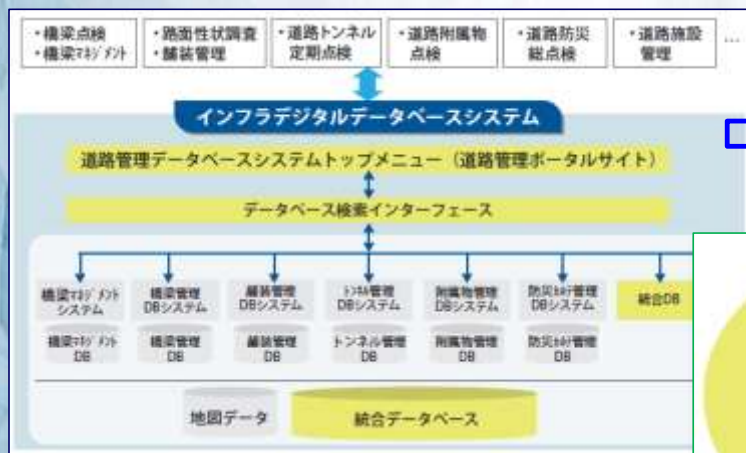 ・橋梁点検
・橋梁ﾏﾈｼﾞﾒﾝﾄ
・路面性状調査
・舗装管理
・道路トンネル
定期点検
・道路附属物
点検
・道路防災
総点検
・道路施設
管理
…
インフラデジタルデータベースシステム
道路管理データベースシステムトップメニュー（道路管理ポータルサイト）
データベース検索インターフェース
橋梁ﾏﾈｼﾞﾒﾝﾄ
システム
橋梁管理
DBシステム
舗装管理
DBシステム
ﾄﾝﾈﾙ管理
DBシステム
附属物管理
DBシステム
防災ｶﾙﾃ管理
DBシステム
統合DB
橋梁ﾏﾈｼﾞﾒﾝﾄ
DB
橋梁管理
DB
舗装管理
DB
トンネル管理
DB
附属物管理
DB
防災ｶﾙﾃ管理
DB
地図データ
統合データベース